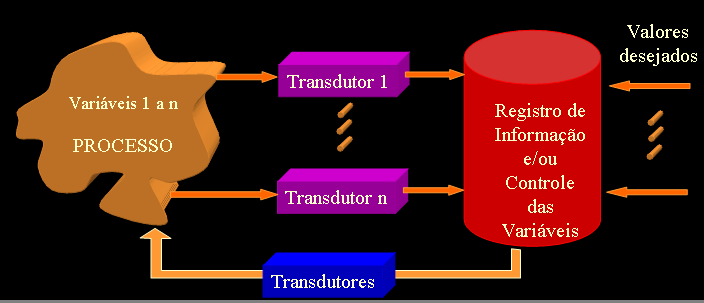 Variáveis 1 a n
PROCESSO
Transdutor 1
Transdutor n
Transdutores
Registro de
Informação
e/ou
Controle
das
Variáveis
Valores
desejados